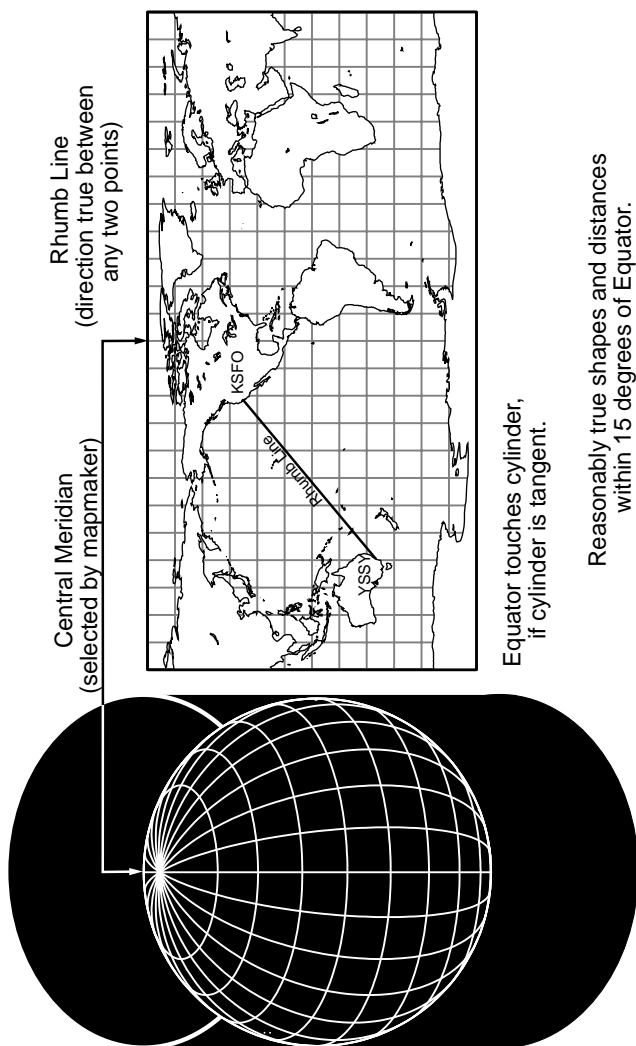 Rhumb Line
(direction true between
any two points)
Central Meridian
(selected by mapmaker)
KSFO
Rhumb Line
YSSY
Equator touches cylinder,
if cylinder is tangent.
Reasonably true shapes and distances
within 15 degrees of Equator.